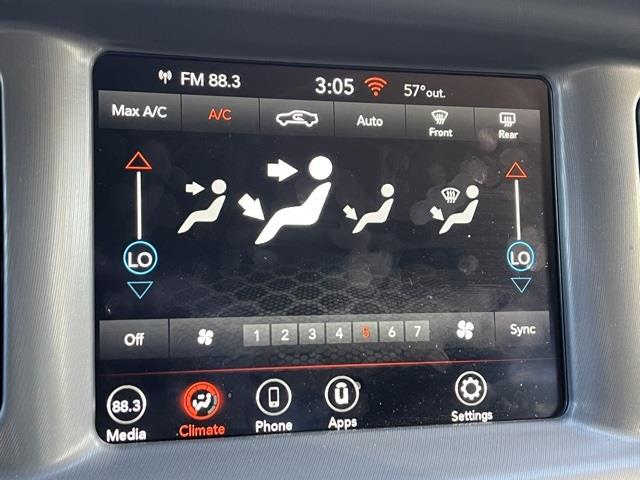 FM 88.3 3:05 57°out.
Max A/C A/C Auto Front Rear
LO LO
Off 1 2 3 4 5 6 7 Sync
88.3
Media Climate Phone Apps Settings